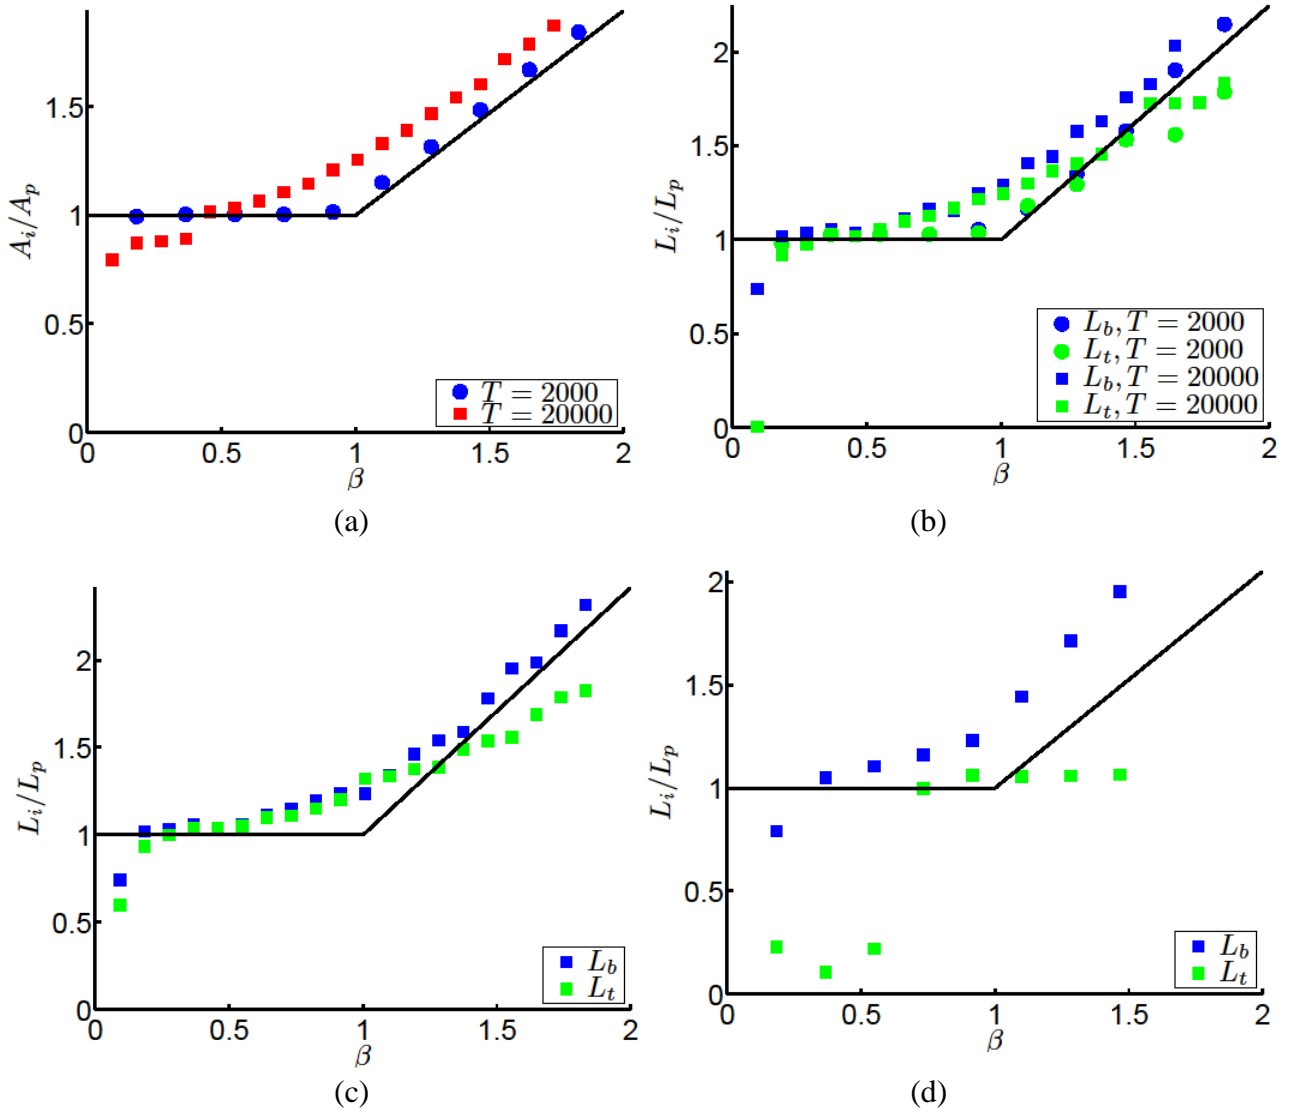 A_i/A_p
1.5
1
0.5
0
0 0.5 1 1.5 2
β
T = 2000
T = 20000
(a)
L_i/L_p
2
1.5
1
0.5
0
0 0.5 1 1.5 2
β
L_b, T = 2000
L_t, T = 2000
L_b, T = 20000
L_t, T = 20000
(b)
L_i/L_p
2
1.5
1
0.5
0
0 0.5 1 1.5 2
β
L_b
L_t
(c)
L_i/L_p
2
1.5
1
0.5
0
0 0.5 1 1.5 2
β
L_b
L_t
(d)